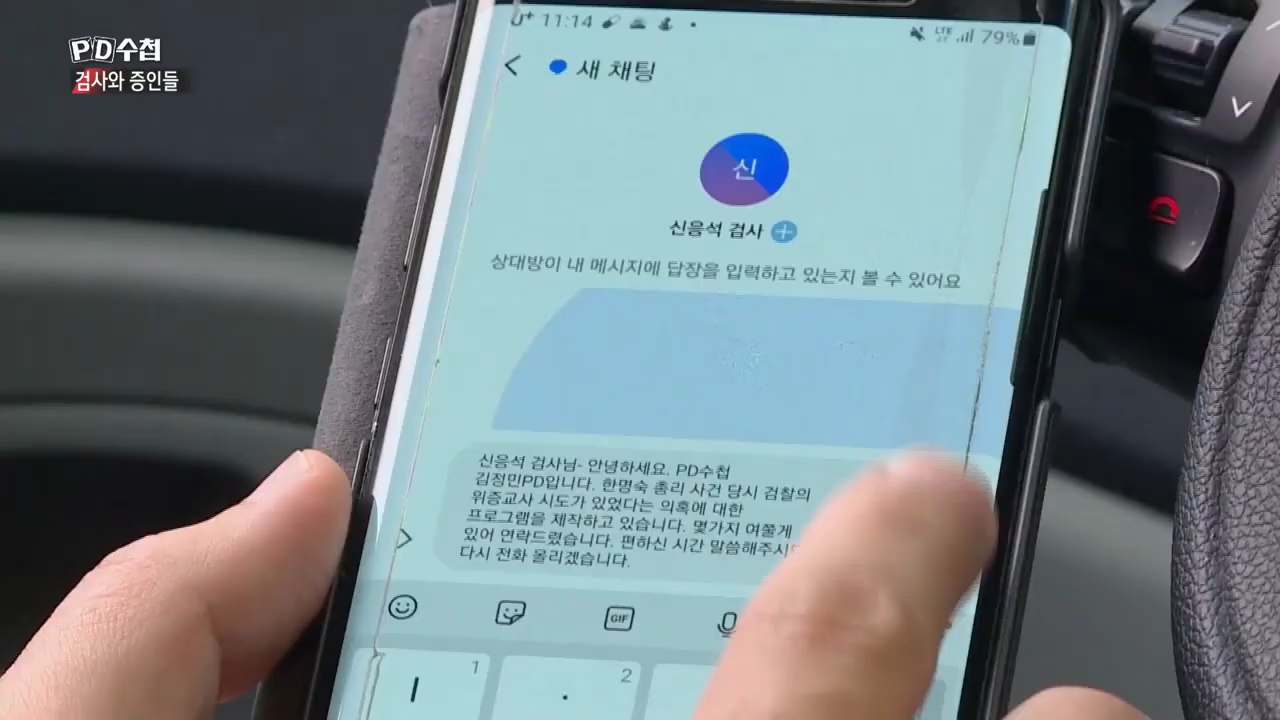 PD수첩
검사와 증인들
U+ 11:14
LTE 79%
새 채팅
신
신응석 검사
상대방이 내 메시지에 답장을 입력하고 있는지 볼 수 있어요
신응석 검사님- 안녕하세요. PD수첩
김정민PD입니다. 한명숙 총리 사건 당시 검찰의
위증교사 시도가 있었다는 의혹에 대한
프로그램을 제작하고 있습니다. 몇가지 여쭐게
있어 연락드렸습니다. 편하신 시간 말씀해주시면
다시 전화 올리겠습니다.
GIF
ㅣ 1
. 2